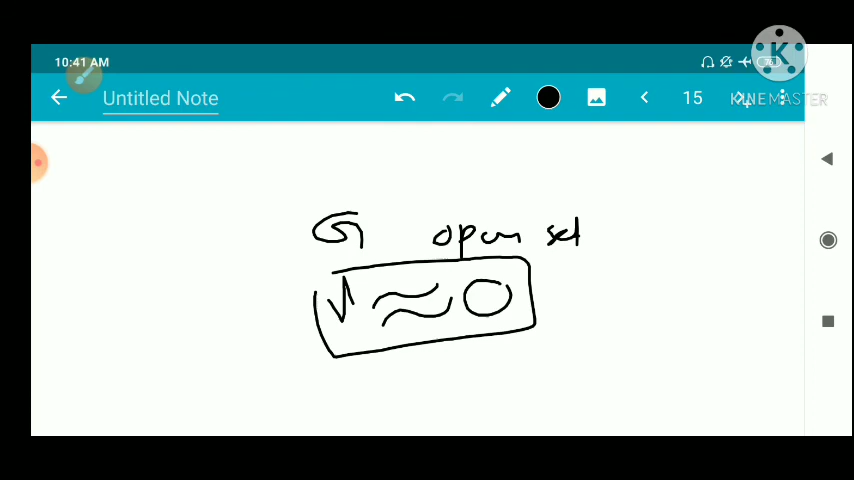 10:41 AM
K
KINEMASTER
Untitled Note
15
G open set
≈ O